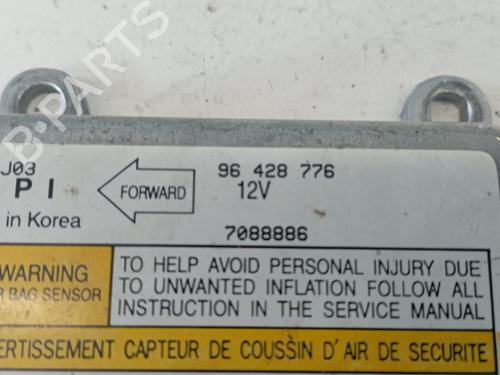 J03
P I
FORWARD
96 428 776
12V
in Korea
7088886
WARNING
BAG SENSOR
TO HELP AVOID PERSONAL INJURY DUE
TO UNWANTED INFLATION FOLLOW ALL
INSTRUCTION IN THE SERVICE MANUAL
ERTISSEMENT CAPTEUR DE COUSSIN D'AIR DE SECURITE
B-PARTS